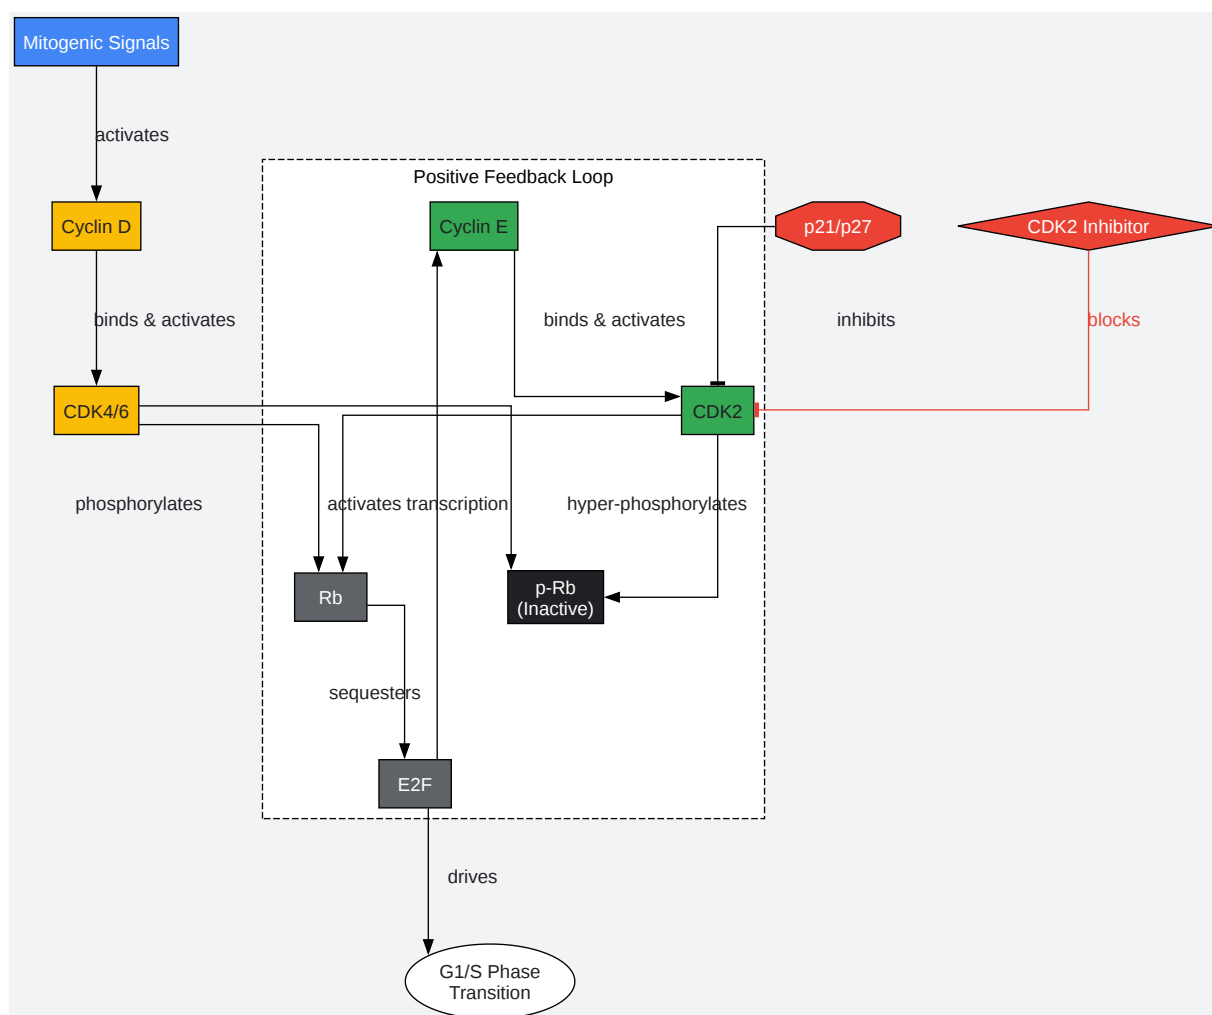 Mitogenic Signals
activates
Positive Feedback Loop
Cyclin D
Cyclin E
p21/p27
CDK2 Inhibitor
binds & activates
binds & activates
inhibits
blocks
CDK4/6
CDK2
phosphorylates
activates transcription
hyper-phosphorylates
Rb
p-Rb
(Inactive)
sequesters
E2F
drives
G1/S Phase
Transition